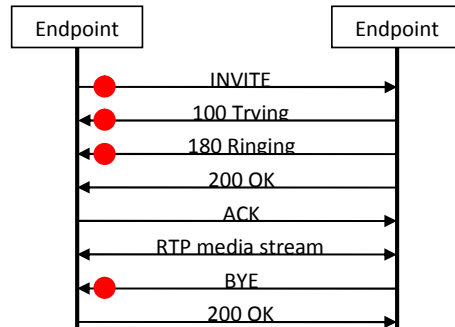 Endpoint Endpoint
INVITE
100 Trying
180 Ringing
200 OK
ACK
RTP media stream
BYE
200 OK